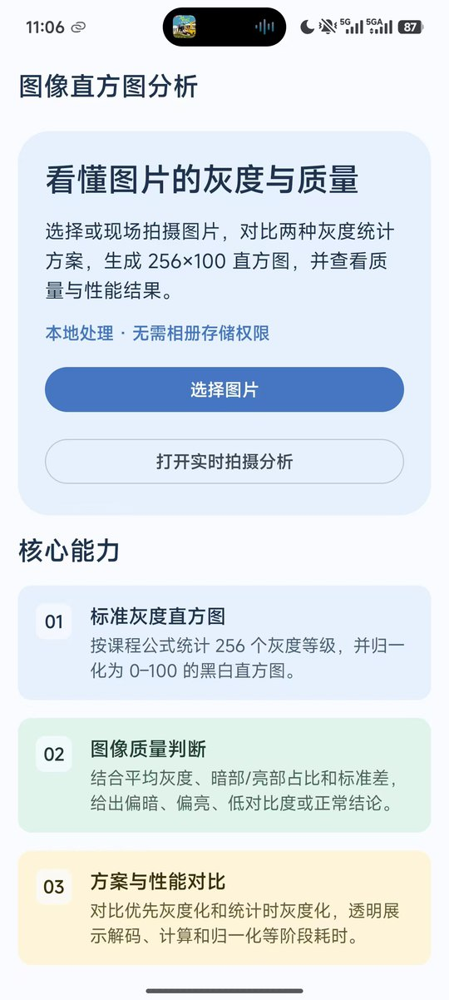 11:06
5G 5GA 87
图像直方图分析
看懂图片的灰度与质量
选择或现场拍摄图片，对比两种灰度统计
方案，生成 256×100 直方图，并查看质
量与性能结果。
本地处理 · 无需相册存储权限
选择图片
打开实时拍摄分析
核心能力
01
标准灰度直方图
按课程公式统计 256 个灰度等级，并归一
化为 0–100 的黑白直方图。
02
图像质量判断
结合平均灰度、暗部/亮部占比和标准差，
给出偏暗、偏亮、低对比度或正常结论。
03
方案与性能对比
对比优先灰度化和统计时灰度化，透明展
示解码、计算和归一化等阶段耗时。